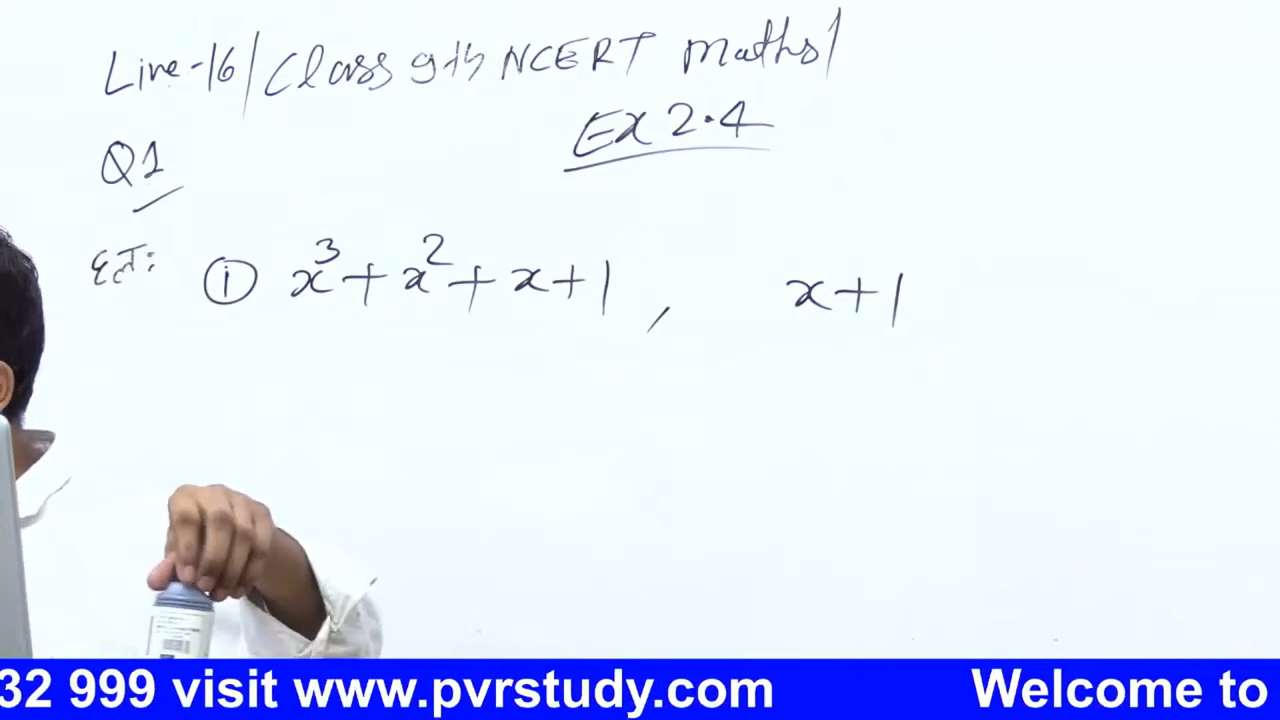 Live-16/Class 9th NCERT Maths/
Ex 2.4
Q1
हल:
① x³ + x² + x + 1 , x + 1
32 999 visit www.pvrstudy.com Welcome to